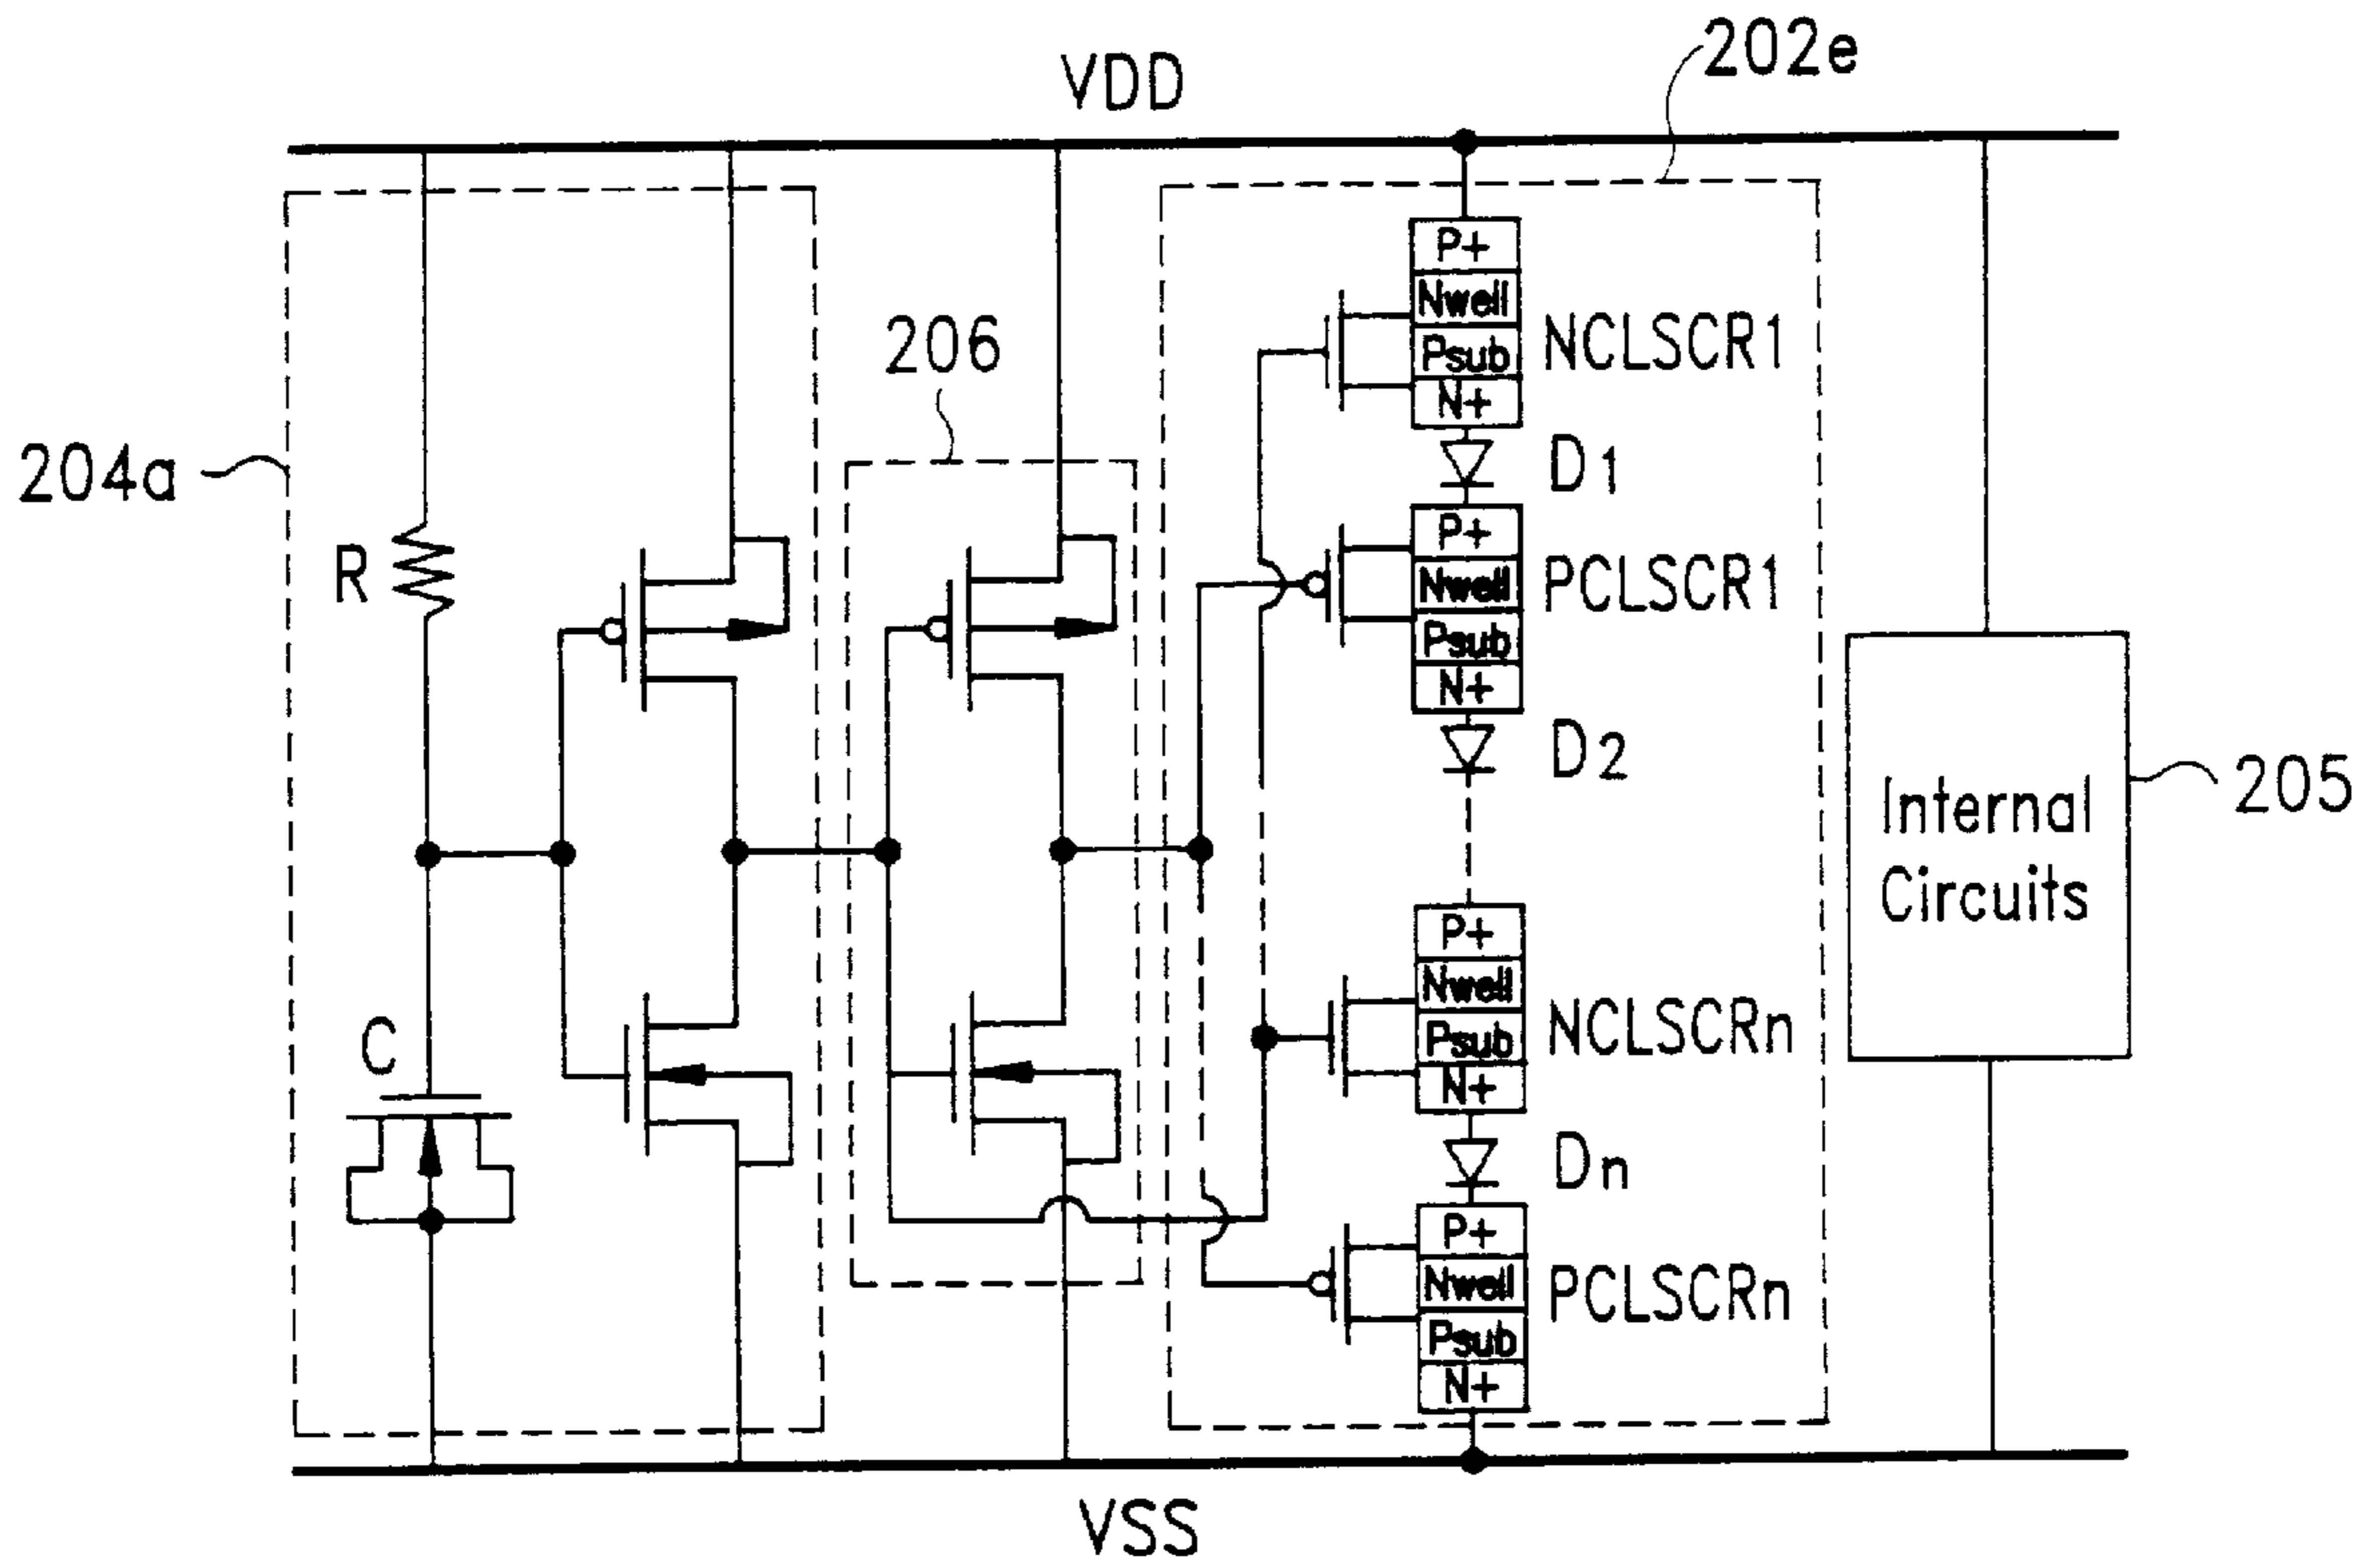 202e
VDD
P+
Nwell
Psub
N+
NCLSCR1
206
204a
D1
R
P+
Nwell
Psub
N+
PCLSCR1
D2
205
Internal
Circuits
P+
Nwell
Psub
N+
NCLSCRn
C
Dn
P+
Nwell
Psub
N+
PCLSCRn
VSS